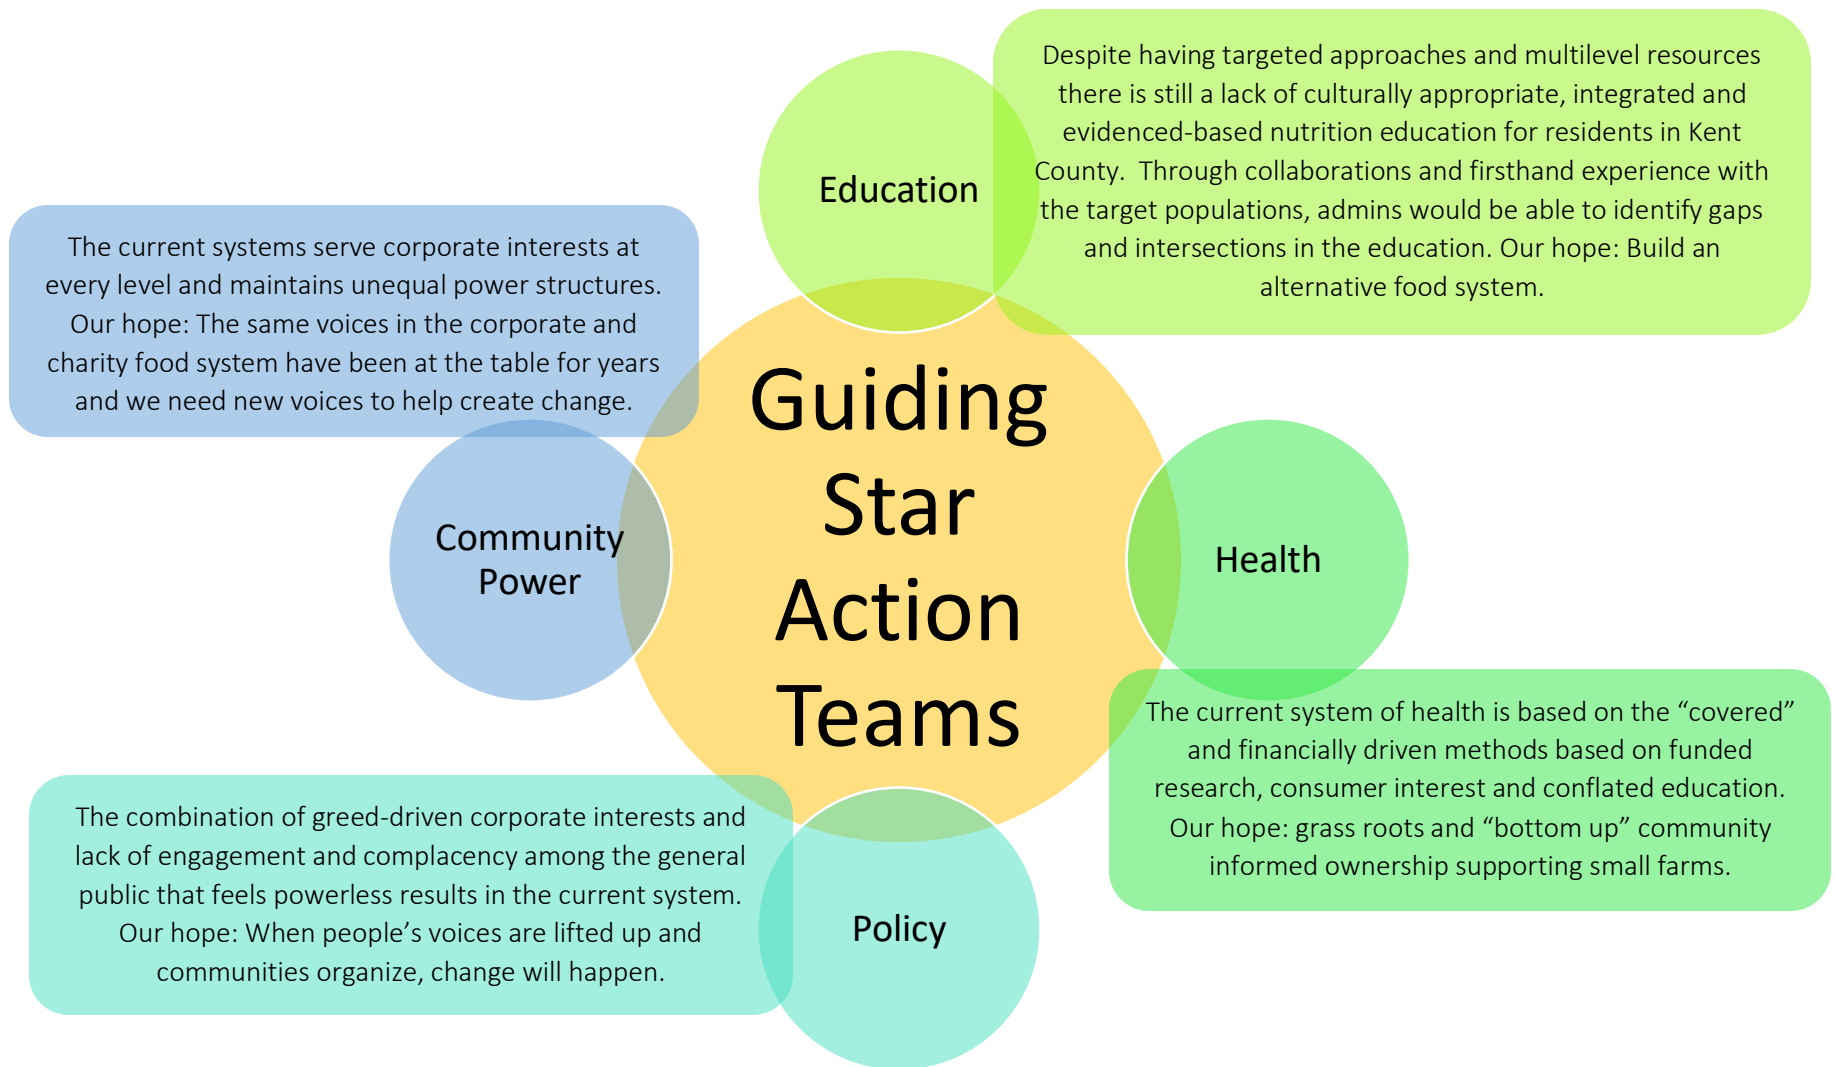 Education
Despite having targeted approaches and multilevel resources
there is still a lack of culturally appropriate, integrated and
evidenced-based nutrition education for residents in Kent
County.  Through collaborations and firsthand experience with
the target populations, admins would be able to identify gaps
and intersections in the education. Our hope: Build an
alternative food system.
The current systems serve corporate interests at
every level and maintains unequal power structures.
Our hope: The same voices in the corporate and
charity food system have been at the table for years
and we need new voices to help create change.
Community
Power
Guiding
Star
Action
Teams
Health
The current system of health is based on the “covered”
and financially driven methods based on funded
research, consumer interest and conflated education.
Our hope: grass roots and “bottom up” community
informed ownership supporting small farms.
The combination of greed-driven corporate interests and
lack of engagement and complacency among the general
public that feels powerless results in the current system.
Our hope: When people’s voices are lifted up and
communities organize, change will happen.
Policy